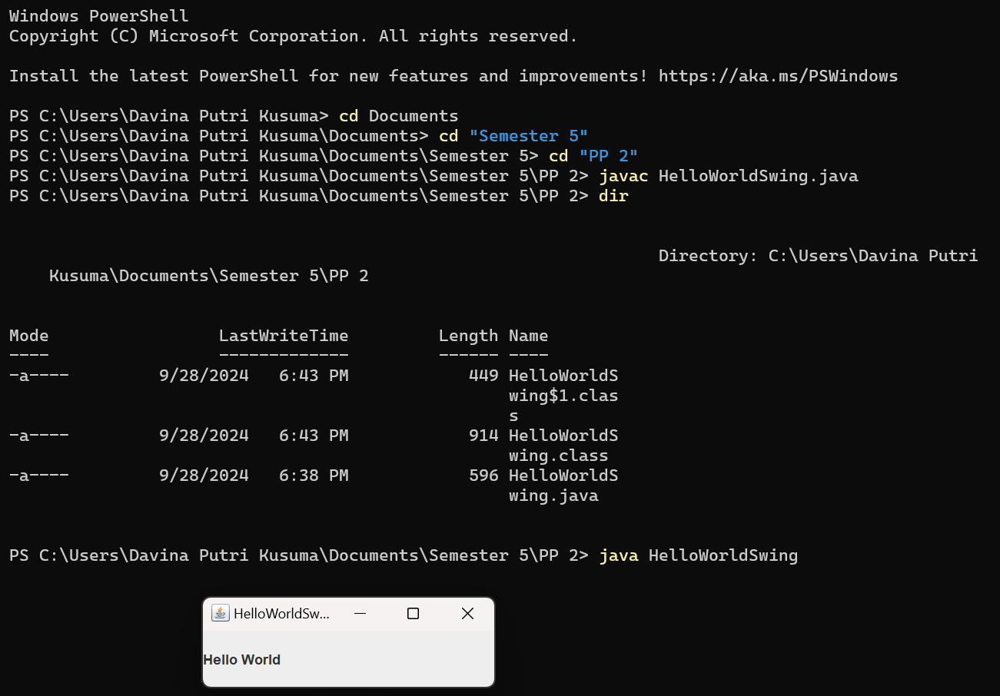 Windows PowerShell
Copyright (C) Microsoft Corporation. All rights reserved.
Install the latest PowerShell for new features and improvements! https://aka.ms/PSWindows
PS C:\Users\Davina Putri Kusuma> cd Documents
PS C:\Users\Davina Putri Kusuma\Documents> cd "Semester 5"
PS C:\Users\Davina Putri Kusuma\Documents\Semester 5> cd "PP 2"
PS C:\Users\Davina Putri Kusuma\Documents\Semester 5\PP 2> javac HelloWorldSwing.java
PS C:\Users\Davina Putri Kusuma\Documents\Semester 5\PP 2> dir
Directory: C:\Users\Davina Putri
Kusuma\Documents\Semester 5\PP 2
Mode                 LastWriteTime         Length Name
----                 -------------         ------ ----
-a----         9/28/2024   6:43 PM            449 HelloWorldS
wing$1.clas
s
-a----         9/28/2024   6:43 PM            914 HelloWorldS
wing.class
-a----         9/28/2024   6:38 PM            596 HelloWorldS
wing.java
PS C:\Users\Davina Putri Kusuma\Documents\Semester 5\PP 2> java HelloWorldSwing
HelloWorldSw...
Hello World